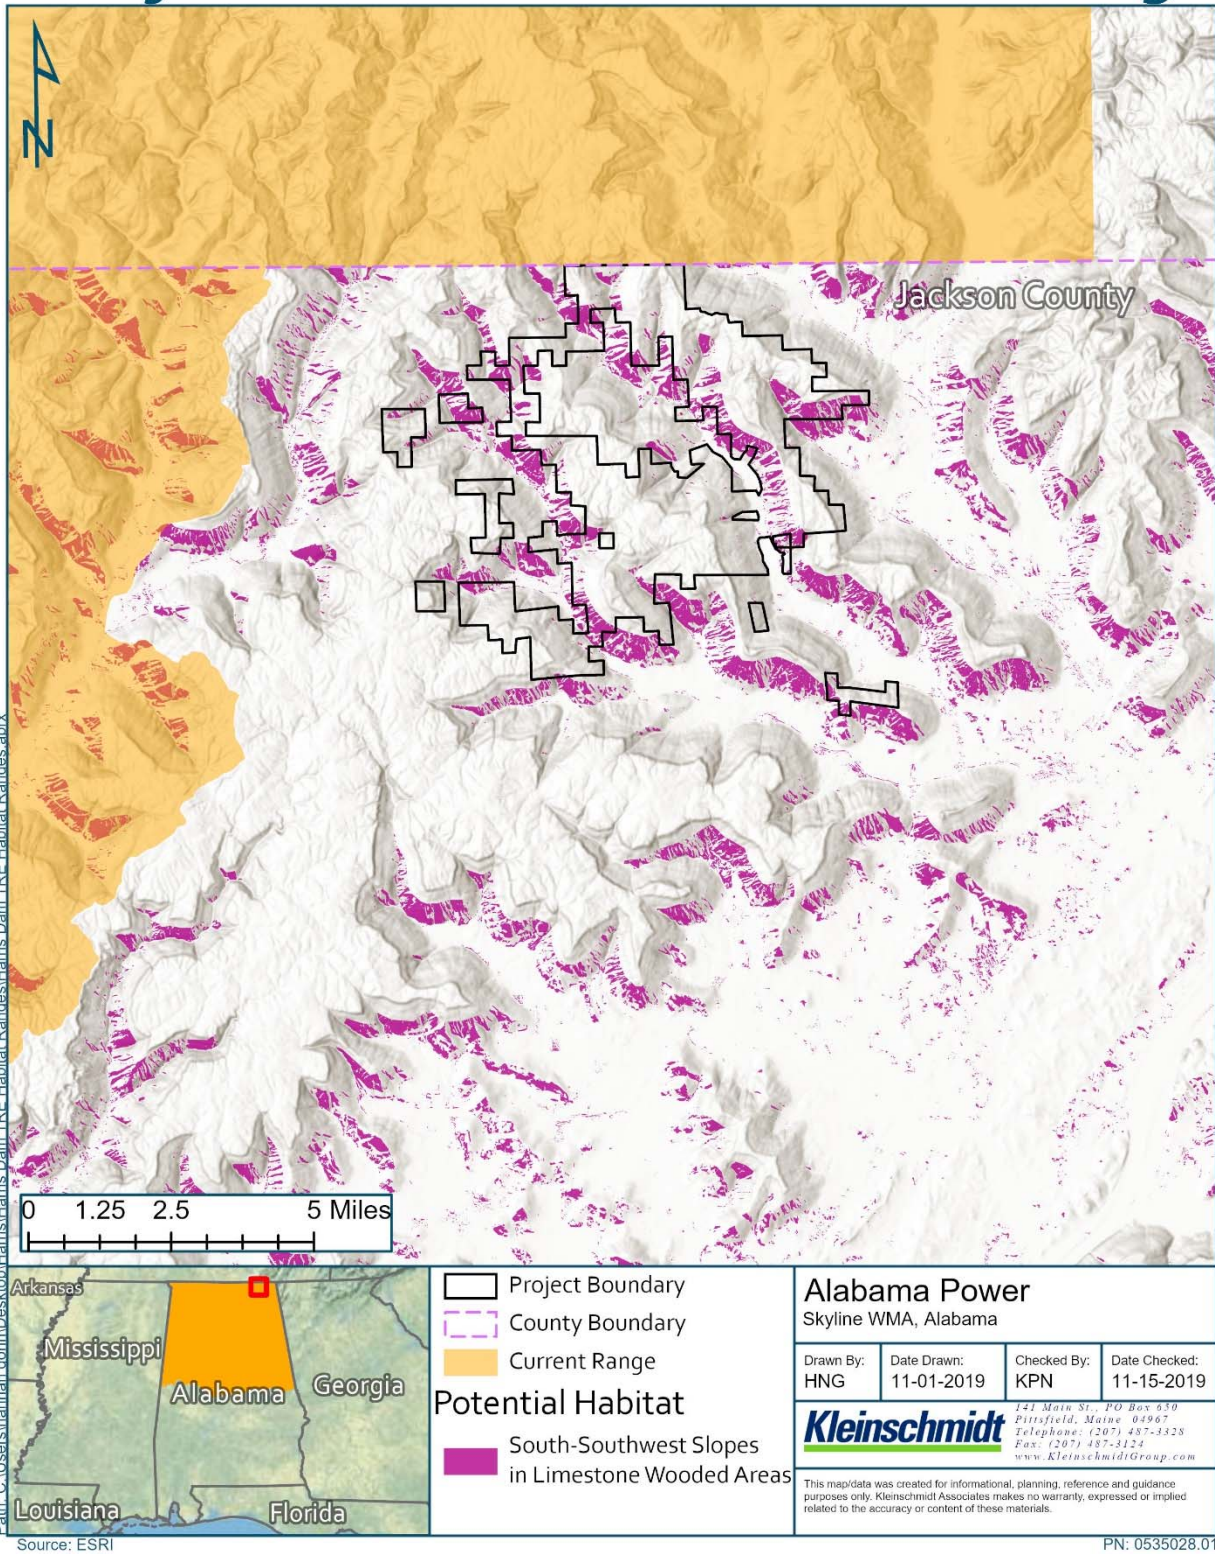 N
Jackson County
0 1.25 2.5 5 Miles
Arkansas
Mississippi
Alabama
Georgia
Louisiana
Florida
Project Boundary
County Boundary
Current Range
Potential Habitat
South-Southwest Slopes
in Limestone Wooded Areas
Alabama Power
Skyline WMA, Alabama
Drawn By:
HNG
Date Drawn:
11-01-2019
Checked By:
KPN
Date Checked:
11-15-2019
Kleinschmidt
141 Main St., PO Box 650
Pittsfield, Maine 04967
Telephone: (207) 487-3328
Fax: (207) 487-3124
www.KleinschmidtGroup.com
This map/data was created for informational, planning, reference and guidance
purposes only. Kleinschmidt Associates makes no warranty, expressed or implied
related to the accuracy or content of these materials.
Source: ESRI
PN: 0535028.01